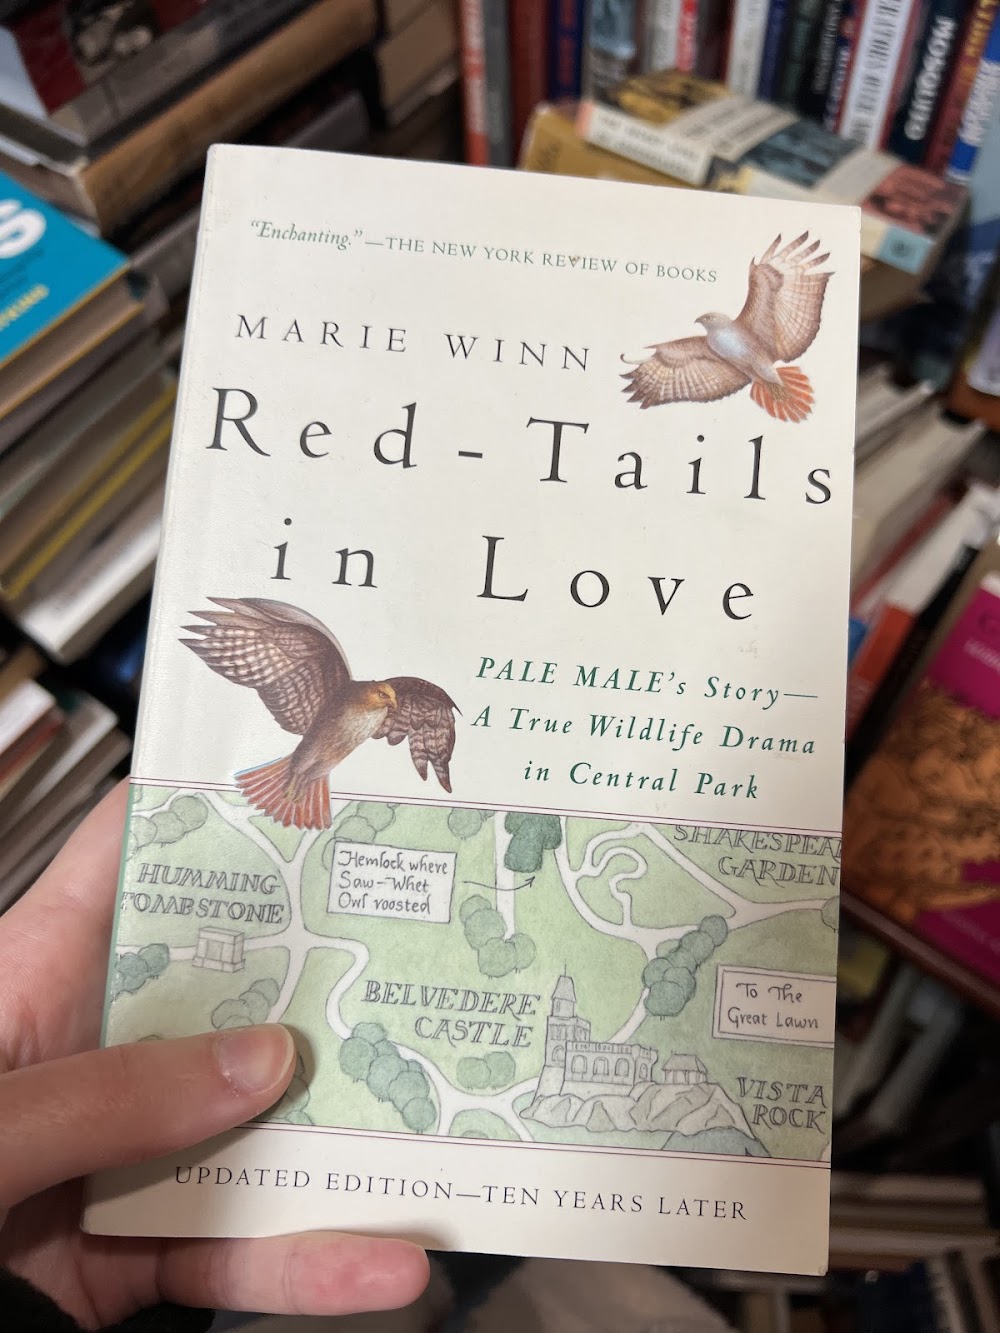 "Enchanting."—THE NEW YORK REVIEW OF BOOKS
MARIE WINN
Red-Tails
in Love
PALE MALE's Story—
A True Wildlife Drama
in Central Park
SHAKESPEAR
GARDEN
Hemlock where
Saw-Whet
Owl roosted
HUMMING
TOMBSTONE
To The
Great Lawn
BELVEDERE
CASTLE
VISTA
ROCK
UPDATED EDITION—TEN YEARS LATER